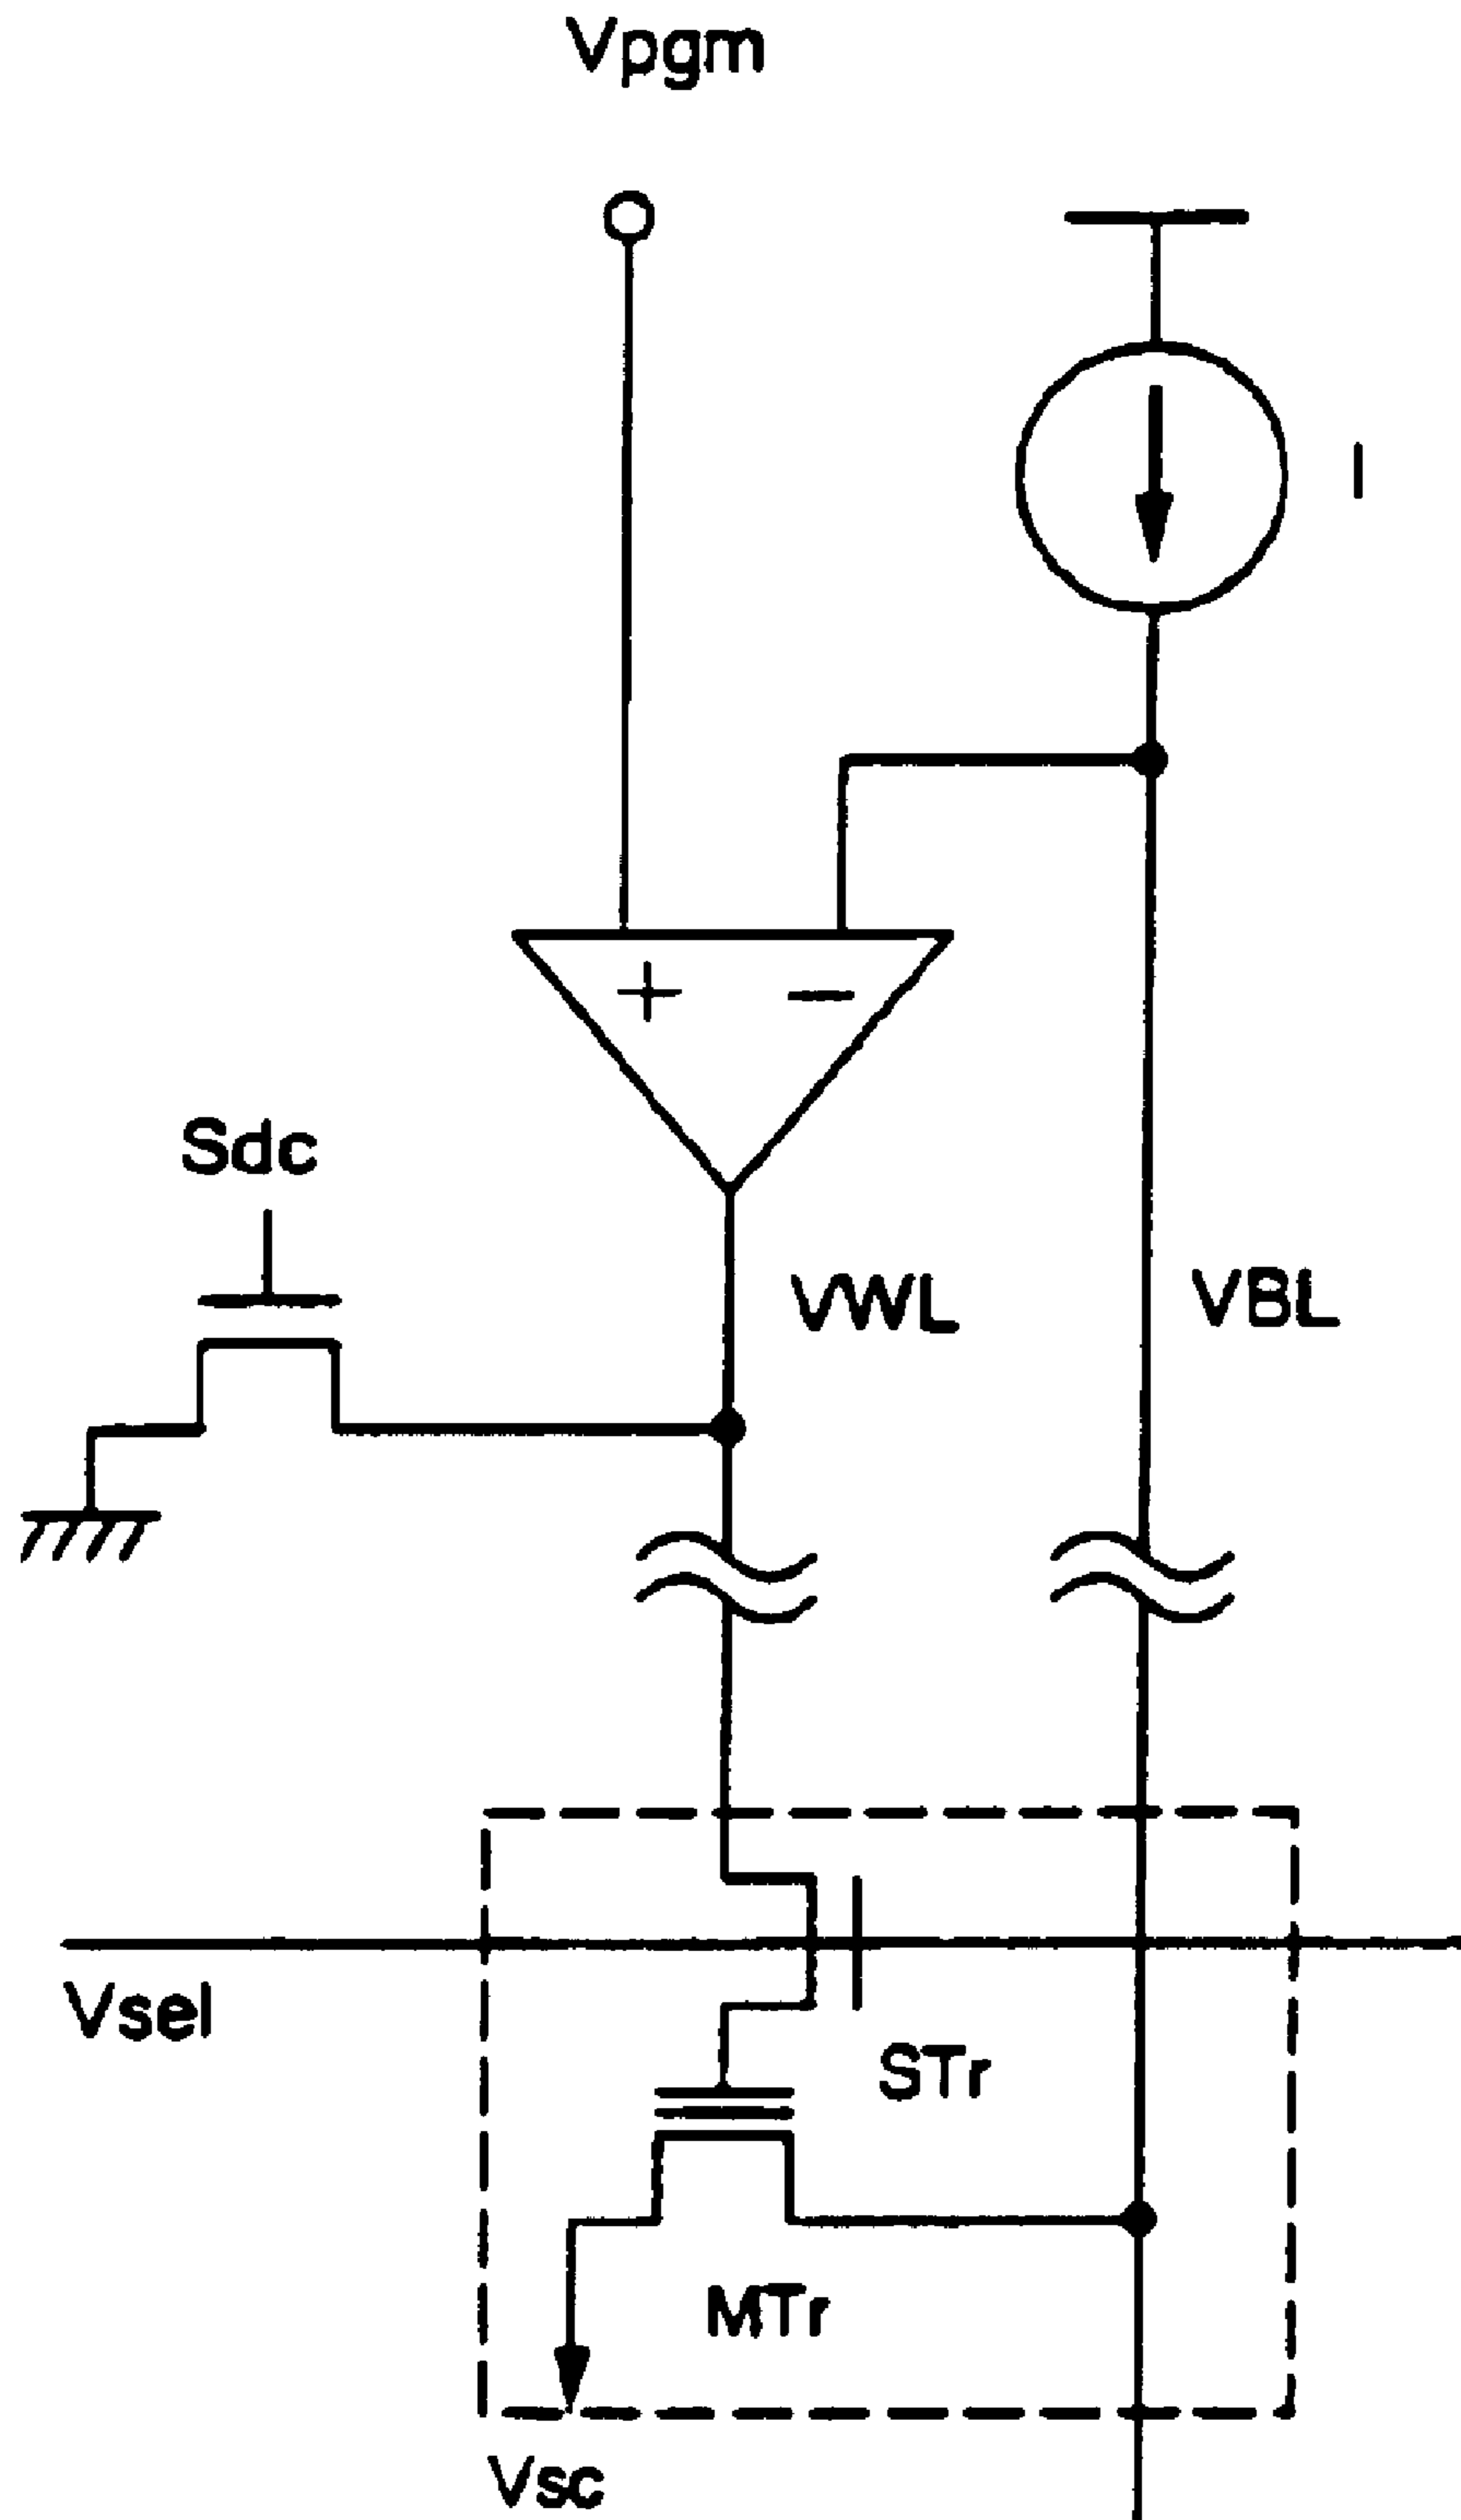 Vpgm
I
+ −
Sdc
VWL
VBL
Vsel
STr
MTr
Vsc